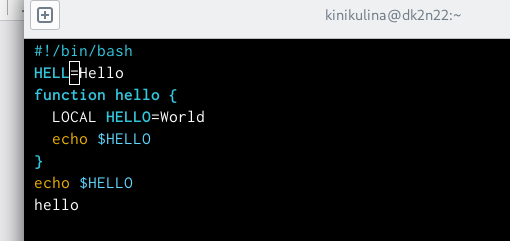 kinikulina@dk2n22:~
#!/bin/bash
HELL=Hello
function hello {
  LOCAL HELLO=World
  echo $HELLO
}
echo $HELLO
hello